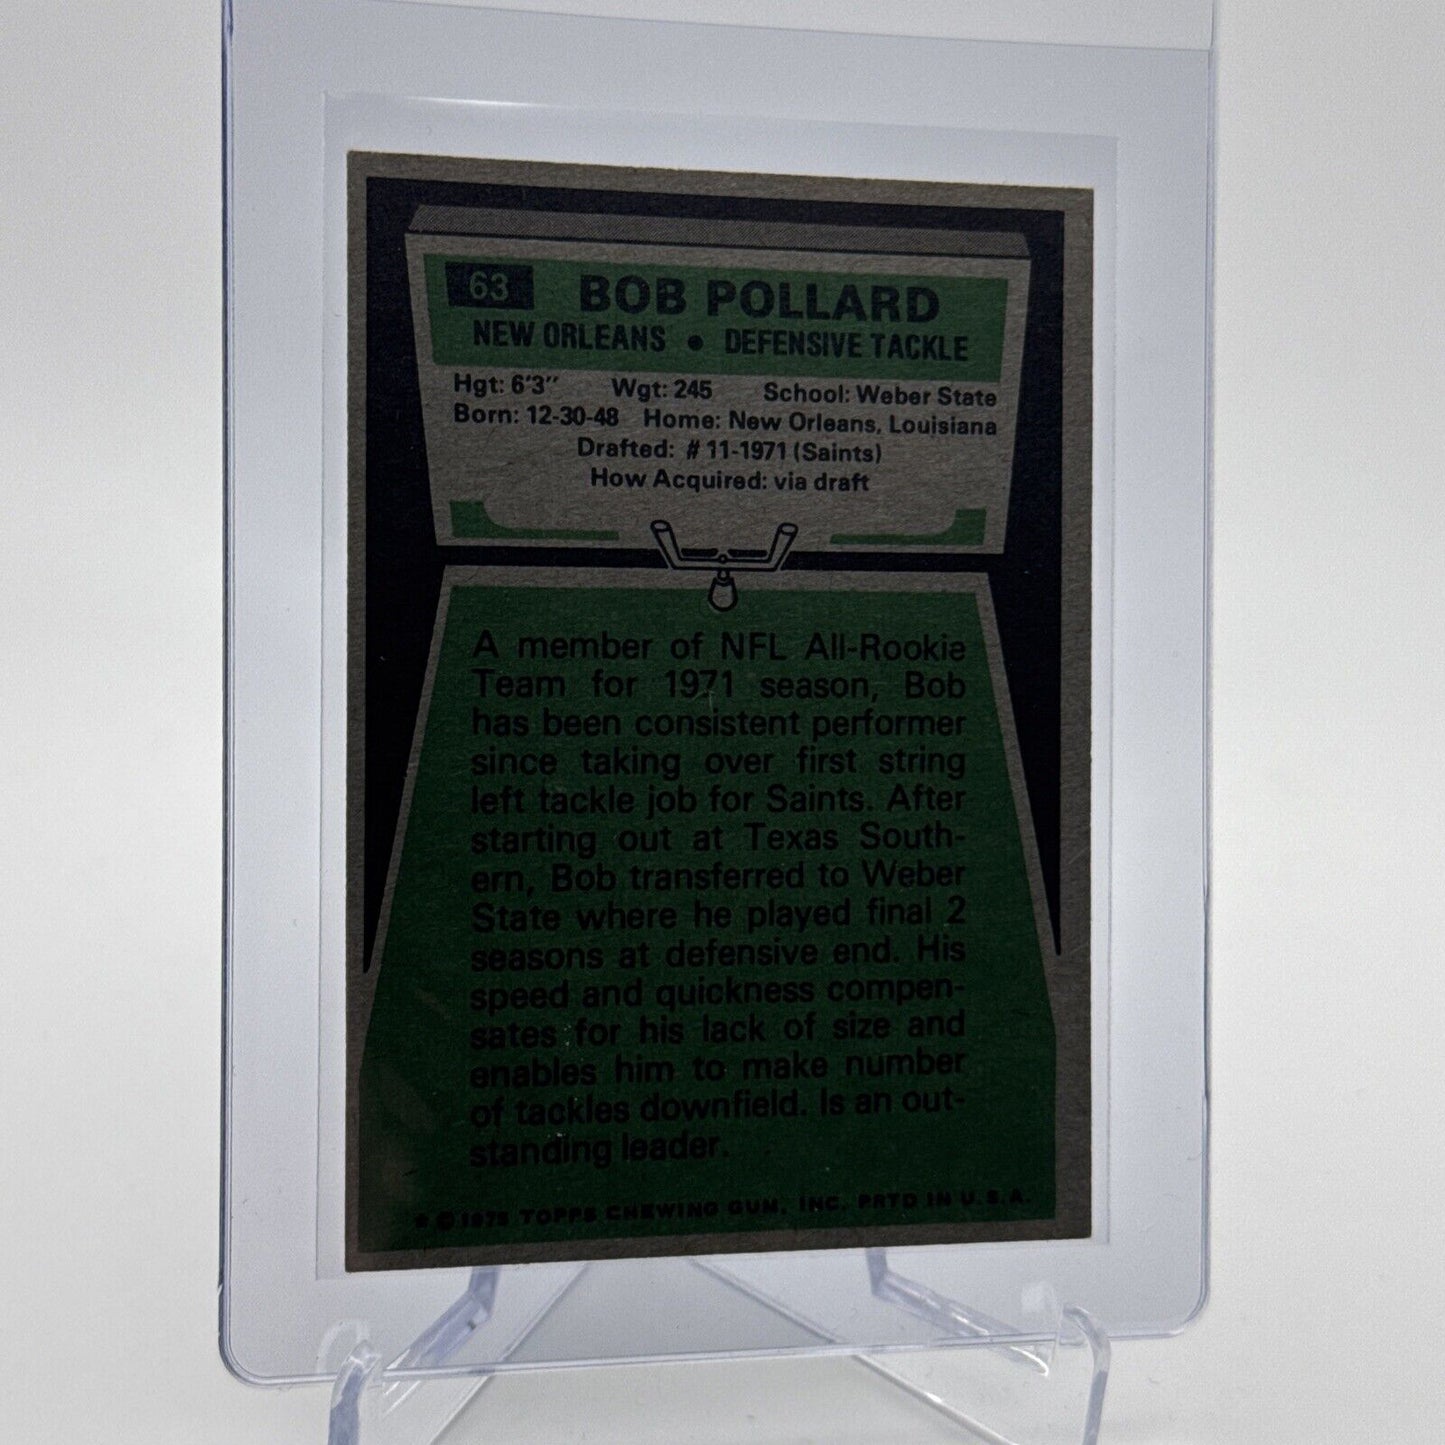 63 BOB POLLARD
NEW ORLEANS • DEFENSIVE TACKLE
Hgt: 6'3" Wgt: 245 School: Weber State
Born: 12-30-48 Home: New Orleans, Louisiana
Drafted: # 11-1971 (Saints)
How Acquired: via draft
A member of NFL All-Rookie
Team for 1971 season, Bob
has been consistent performer
since taking over first string
left tackle job for Saints. After
starting out at Texas South-
ern, Bob transferred to Weber
State where he played final 2
seasons at defensive end. His
speed and quickness compen-
sates for his lack of size and
enables him to make number
of tackles downfield. Is an out-
standing leader.
* © 1975 TOPPS CHEWING GUM, INC. PRTD IN U.S.A.